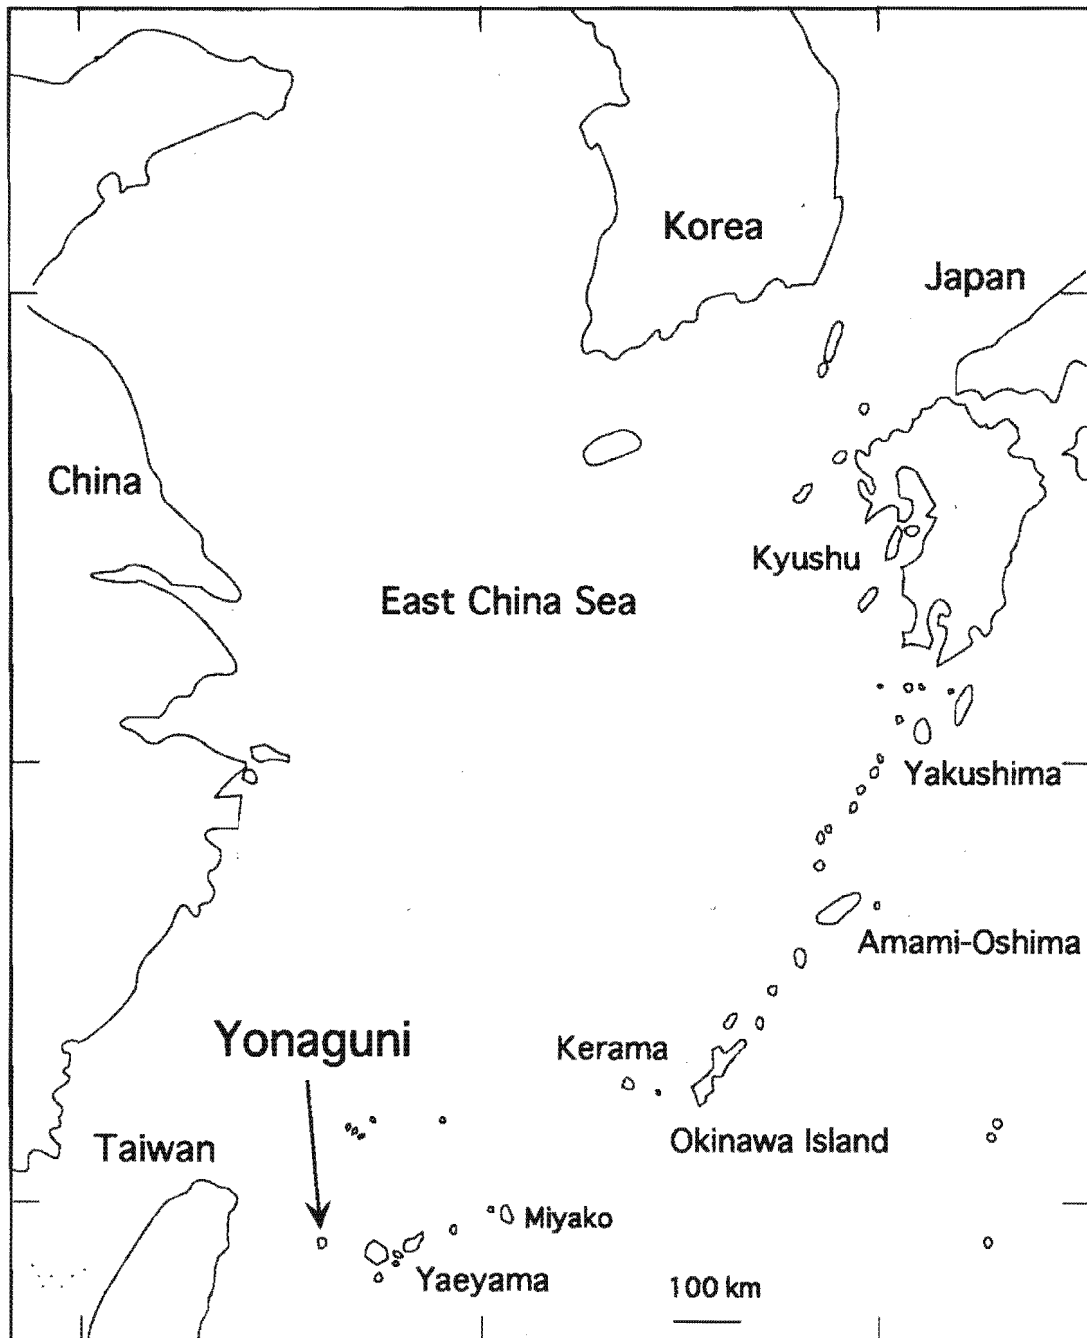 Korea
Japan
China
Kyushu
East China Sea
Yakushima
Amami-Oshima
Yonaguni
Kerama
Okinawa Island
Taiwan
Miyako
Yaeyama
100 km